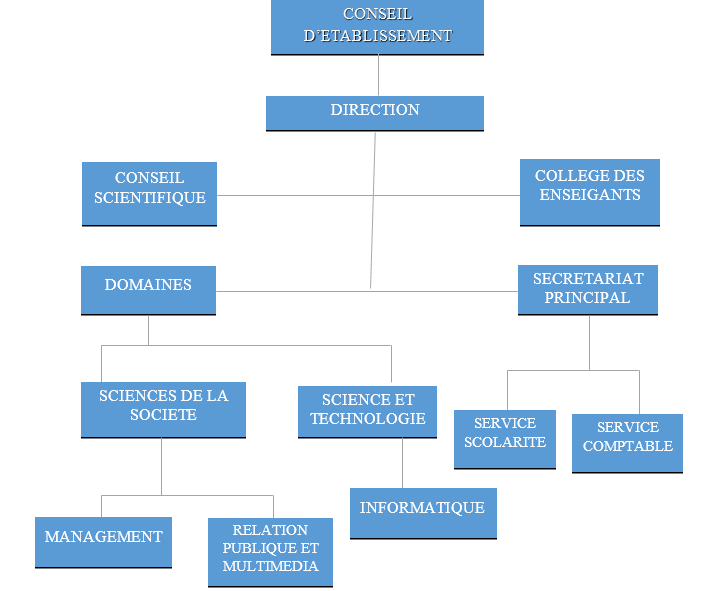 CONSEIL
D'ETABLISSEMENT
DIRECTION
CONSEIL
SCIENTIFIQUE
COLLEGE DES
ENSEIGANTS
DOMAINES
SECRETARIAT
PRINCIPAL
SCIENCES DE LA
SOCIETE
SCIENCE ET
TECHNOLOGIE
SERVICE
SCOLARITE
SERVICE
COMPTABLE
MANAGEMENT
RELATION
PUBLIQUE ET
MULTIMEDIA
INFORMATIQUE